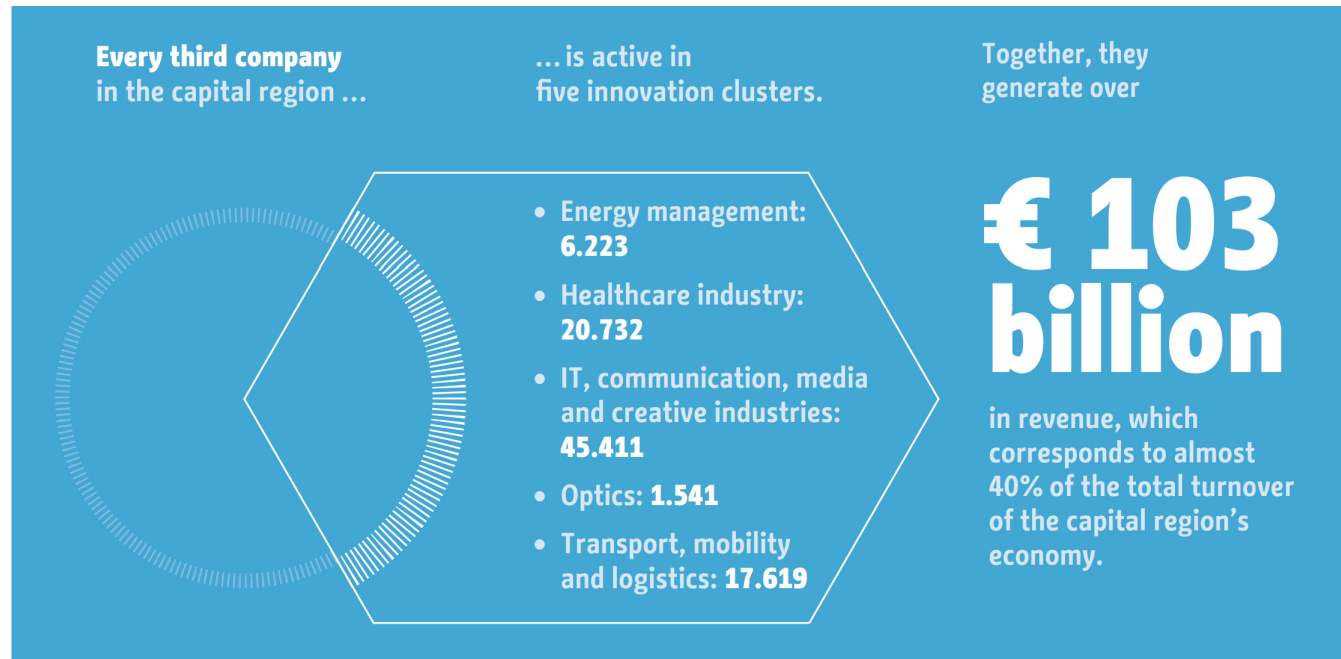 Every third company
in the capital region …
… is active in
five innovation clusters.
• Energy management:
6.223
• Healthcare industry:
20.732
• IT, communication, media
and creative industries:
45.411
• Optics: 1.541
• Transport, mobility
and logistics: 17.619
Together, they
generate over
€ 103
billion
in revenue, which
corresponds to almost
40% of the total turnover
of the capital region’s
economy.